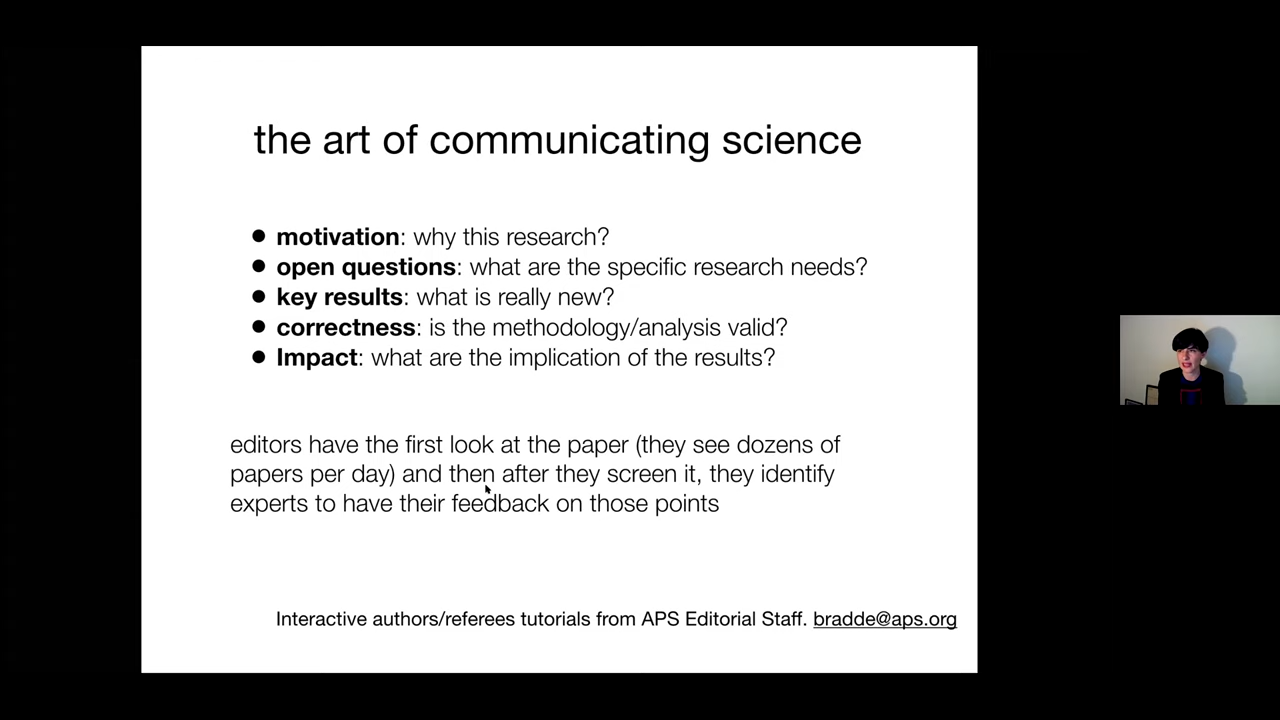 the art of communicating science
● motivation: why this research?
● open questions: what are the specific research needs?
● key results: what is really new?
● correctness: is the methodology/analysis valid?
● Impact: what are the implication of the results?
editors have the first look at the paper (they see dozens of
papers per day) and then after they screen it, they identify
experts to have their feedback on those points
Interactive authors/referees tutorials from APS Editorial Staff. bradde@aps.org